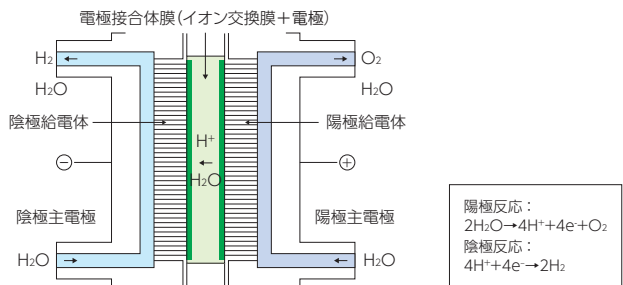 電極接合体膜（イオン交換膜＋電極）
H₂
O₂
H₂O
H₂O
陰極給電体
陽極給電体
H⁺
H₂O
⊖
⊕
陰極主電極
陽極主電極
H₂O
H₂O
陽極反応：
2H₂O→4H⁺+4e⁻+O₂
陰極反応：
4H⁺+4e⁻→2H₂